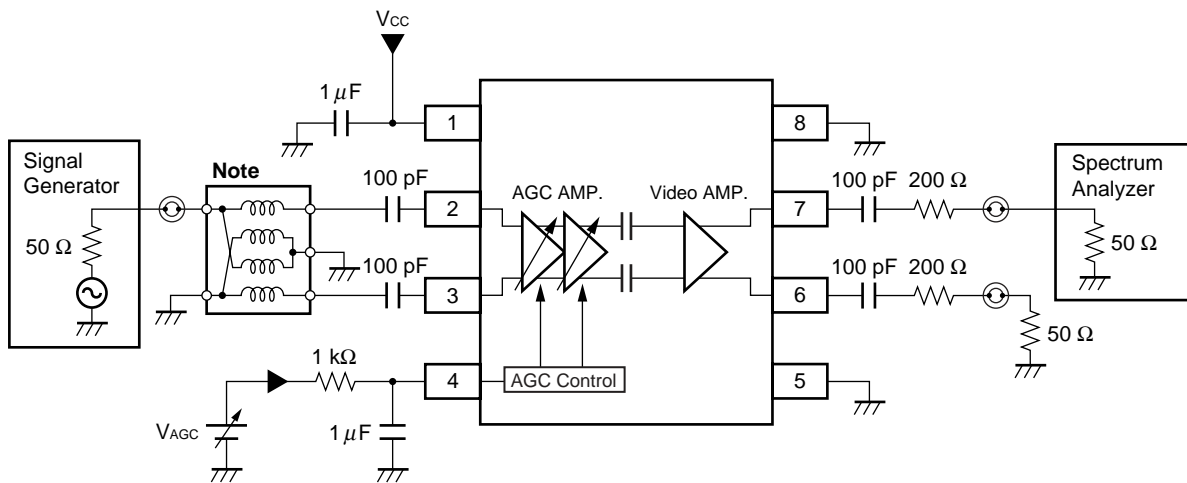 VCC
1 µF
1
8
Signal
Generator
Note
Spectrum
Analyzer
100 pF
AGC AMP.
Video AMP.
100 pF
200 Ω
2
7
50 Ω
50 Ω
100 pF
100 pF
200 Ω
3
6
50 Ω
1 kΩ
4
AGC Control
5
VAGC
1 µF